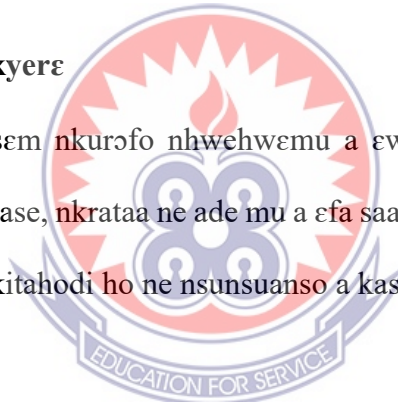 kyerɛ
sɛm nkurɔfo nhwehwɛmu a ɛw
ase, nkrataa ne ade mu a ɛfa saa
kitahodi ho ne nsunsuanso a kas
EDUCATION FOR SERVICE